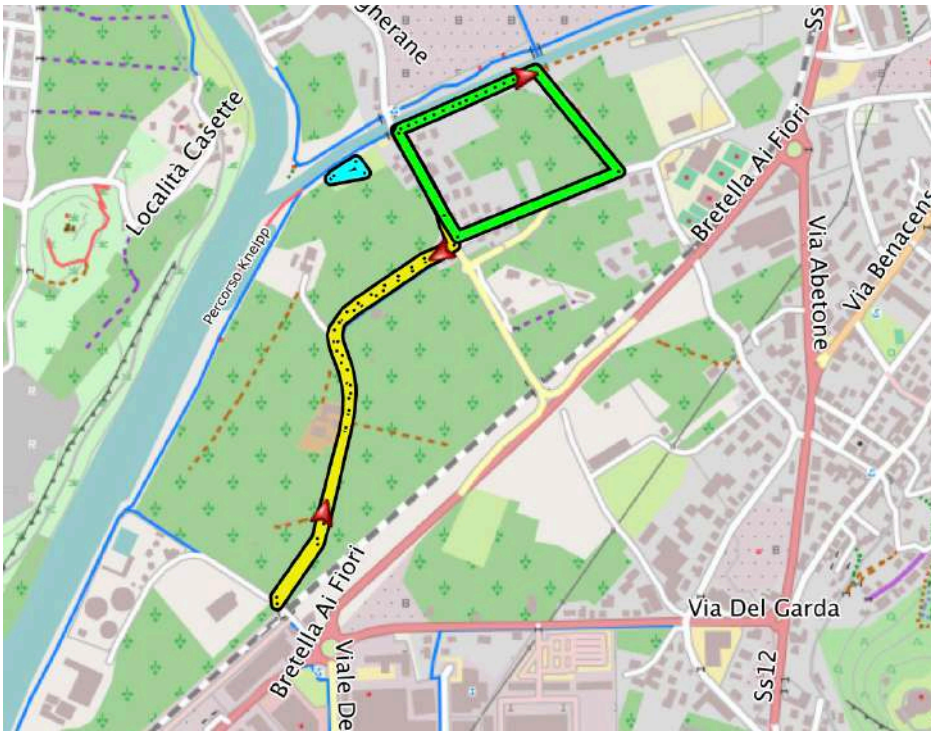 gherane
Ss
Località Casette
Bretella Ai Fiori
Percorso Kneipp
Via Abetone
Via Benacens
Bretella Ai Fiori
Via Del Garda
Viale De
Ss12